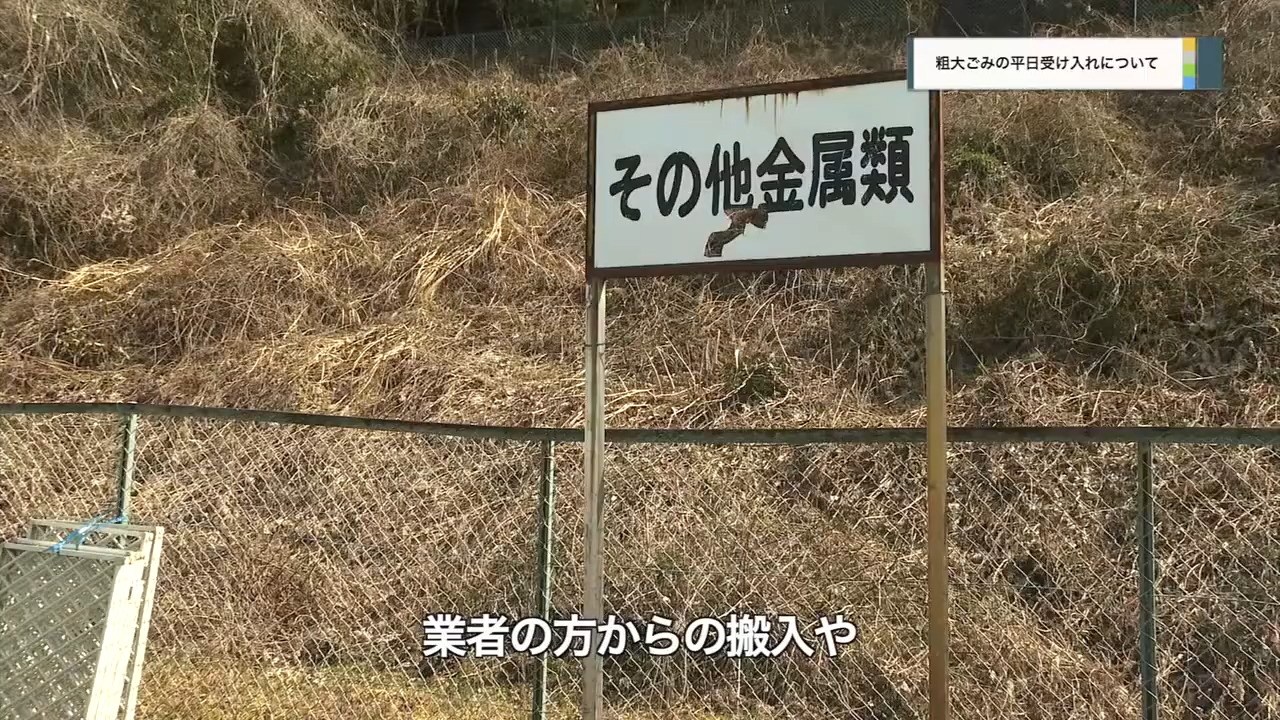 粗大ごみの平日受け入れについて
その他金属類
業者の方からの搬入や